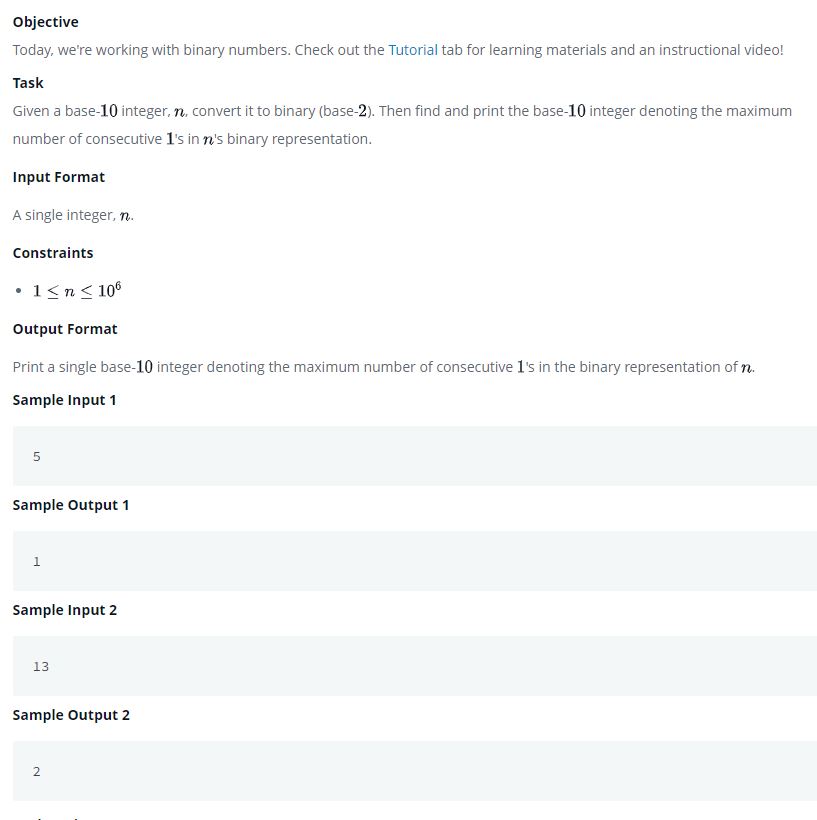 Objective
Today, we're working with binary numbers. Check out the Tutorial tab for learning materials and an instructional video!
Task
Given a base-10 integer, n, convert it to binary (base-2). Then find and print the base-10 integer denoting the maximum
number of consecutive 1's in n's binary representation.
Input Format
A single integer, n.
Constraints
• 1 ≤ n ≤ 10⁶
Output Format
Print a single base-10 integer denoting the maximum number of consecutive 1's in the binary representation of n.
Sample Input 1
5
Sample Output 1
1
Sample Input 2
13
Sample Output 2
2